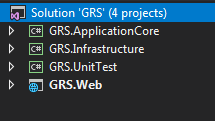 Solution 'GRS' (4 projects)
C# GRS.ApplicationCore
C# GRS.Infrastructure
C# GRS.UnitTest
GRS.Web